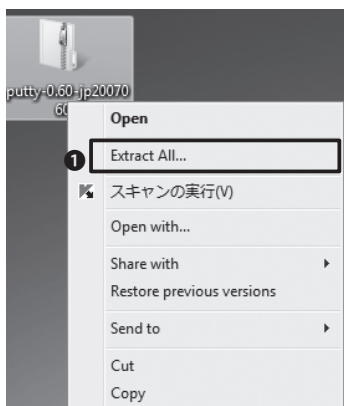 putty-0.60-jp20070
60
Open
❶
Extract All...
スキャンの実行(V)
Open with...
Share with
Restore previous versions
Send to
Cut
Copy